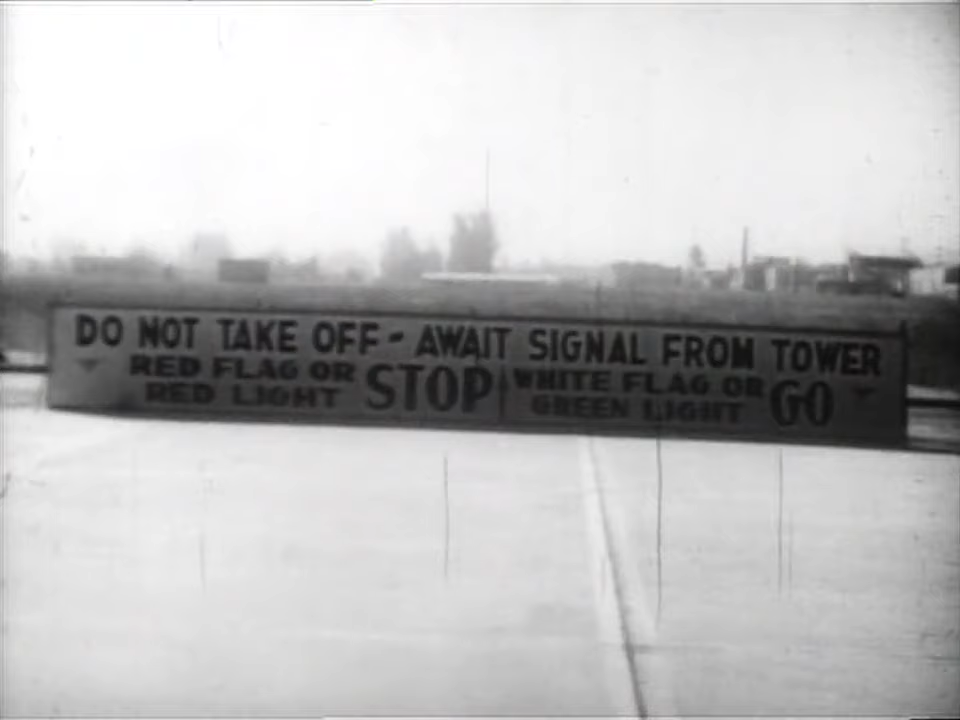 DO NOT TAKE OFF - AWAIT SIGNAL FROM TOWER
RED FLAG OR
RED LIGHT
STOP
WHITE FLAG OR
GREEN LIGHT
GO